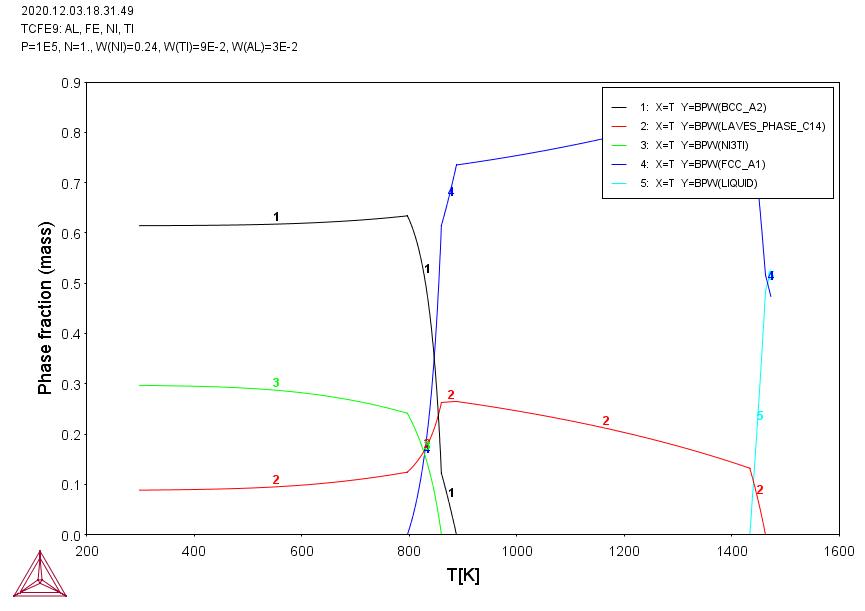 2020.12.03.18.31.49
TCFE9: AL, FE, NI, TI
P=1E5, N=1., W(NI)=0.24, W(TI)=9E-2, W(AL)=3E-2
1: X=T Y=BPW(BCC_A2)
2: X=T Y=BPW(LAVES_PHASE_C14)
3: X=T Y=BPW(NI3TI)
4: X=T Y=BPW(FCC_A1)
5: X=T Y=BPW(LIQUID)
Phase fraction (mass)
0.9
0.8
0.7
0.6
0.5
0.4
0.3
0.2
0.1
0.0
1
1
1
3
2
2
2
2
4
4
4
5
200 400 600 800 1000 1200 1400 1600
T[K]